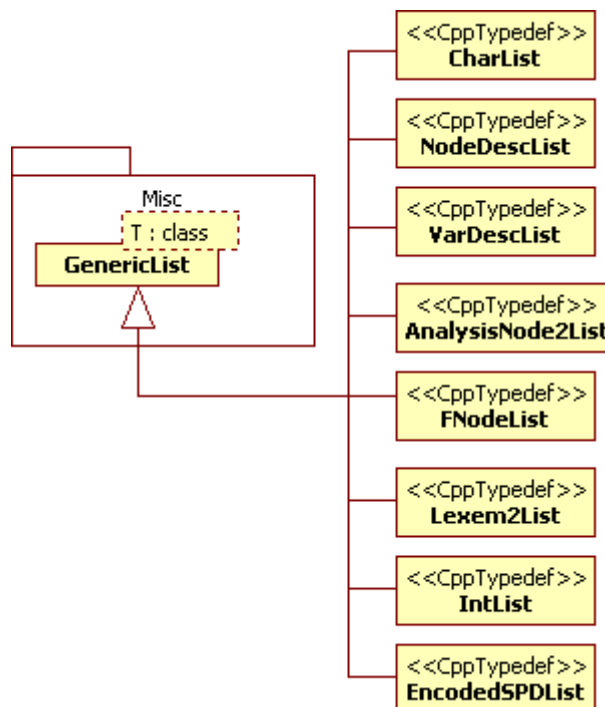 Misc
T : class
GenericList
<<CppTypedef>>
CharList
<<CppTypedef>>
NodeDescList
<<CppTypedef>>
VarDescList
<<CppTypedef>>
AnalysisNode2List
<<CppTypedef>>
FNodeList
<<CppTypedef>>
Lexem2List
<<CppTypedef>>
IntList
<<CppTypedef>>
EncodedSPDList